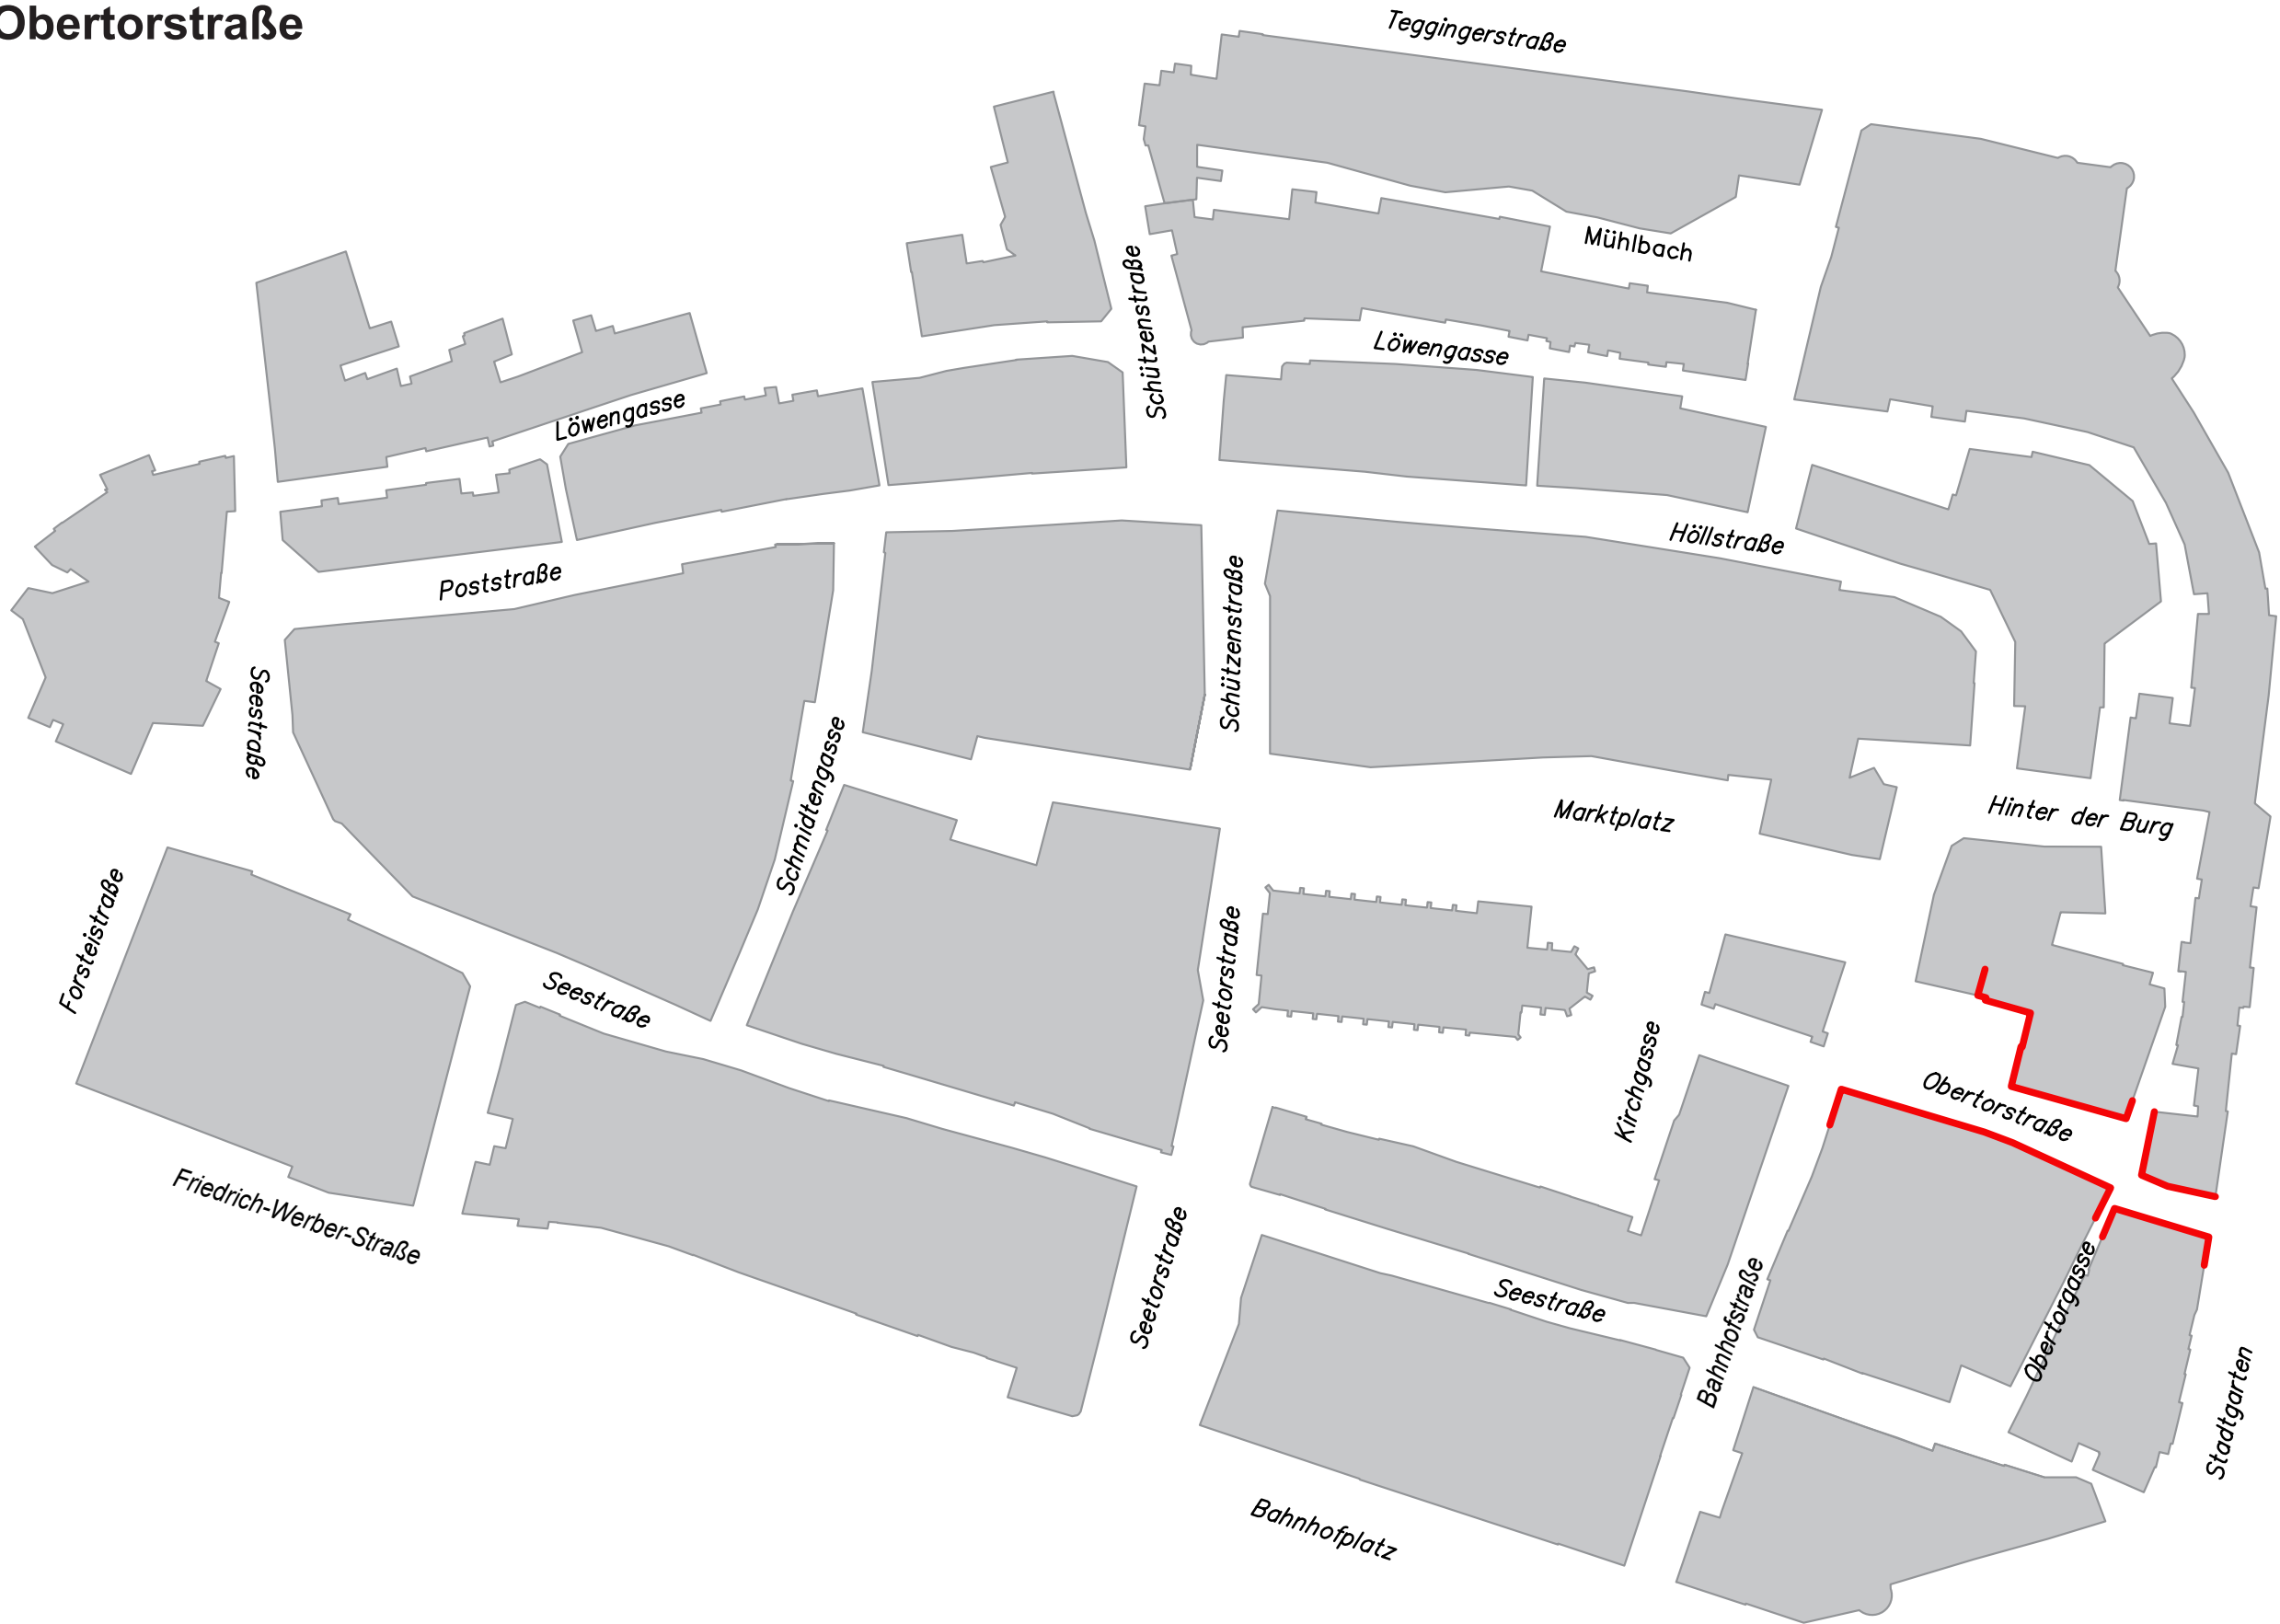 Obertorstraße
Teggingerstraße
Mühlbach
Schützenstraße
Löwengasse
Löwengasse
Höllstraße
Poststraße
Schützenstraße
Seestraße
Schmidtengasse
Marktplatz
Hinter der Burg
Forsteistraße
Seestraße
Seetorstraße
Kirchgasse
Obertorstraße
Friedrich-Werber-Straße
Seetorstraße
Seestraße
Bahnhofstraße
Obertorgasse
Stadtgarten
Bahnhofplatz